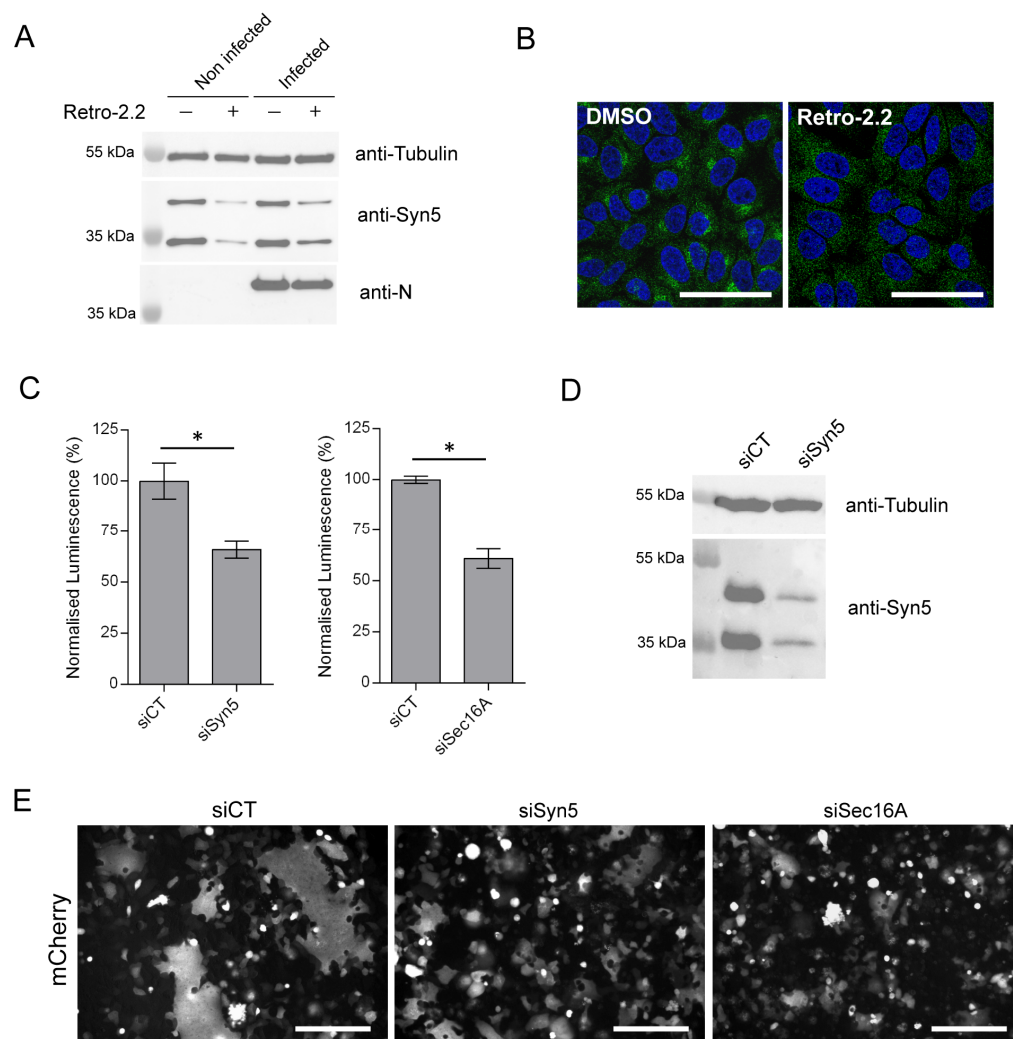 A
Non infected
Infected
Retro-2.2
– + – +
55 kDa
anti-Tubulin
anti-Syn5
35 kDa
anti-N
35 kDa
B
DMSO
Retro-2.2
C
Normalised Luminescence (%)
125
100
75
50
25
0
*
siCT
siSyn5
Normalised Luminescence (%)
125
100
75
50
25
0
*
siCT
siSec16A
D
siCT
siSyn5
55 kDa
anti-Tubulin
55 kDa
anti-Syn5
35 kDa
E
siCT
siSyn5
siSec16A
mCherry